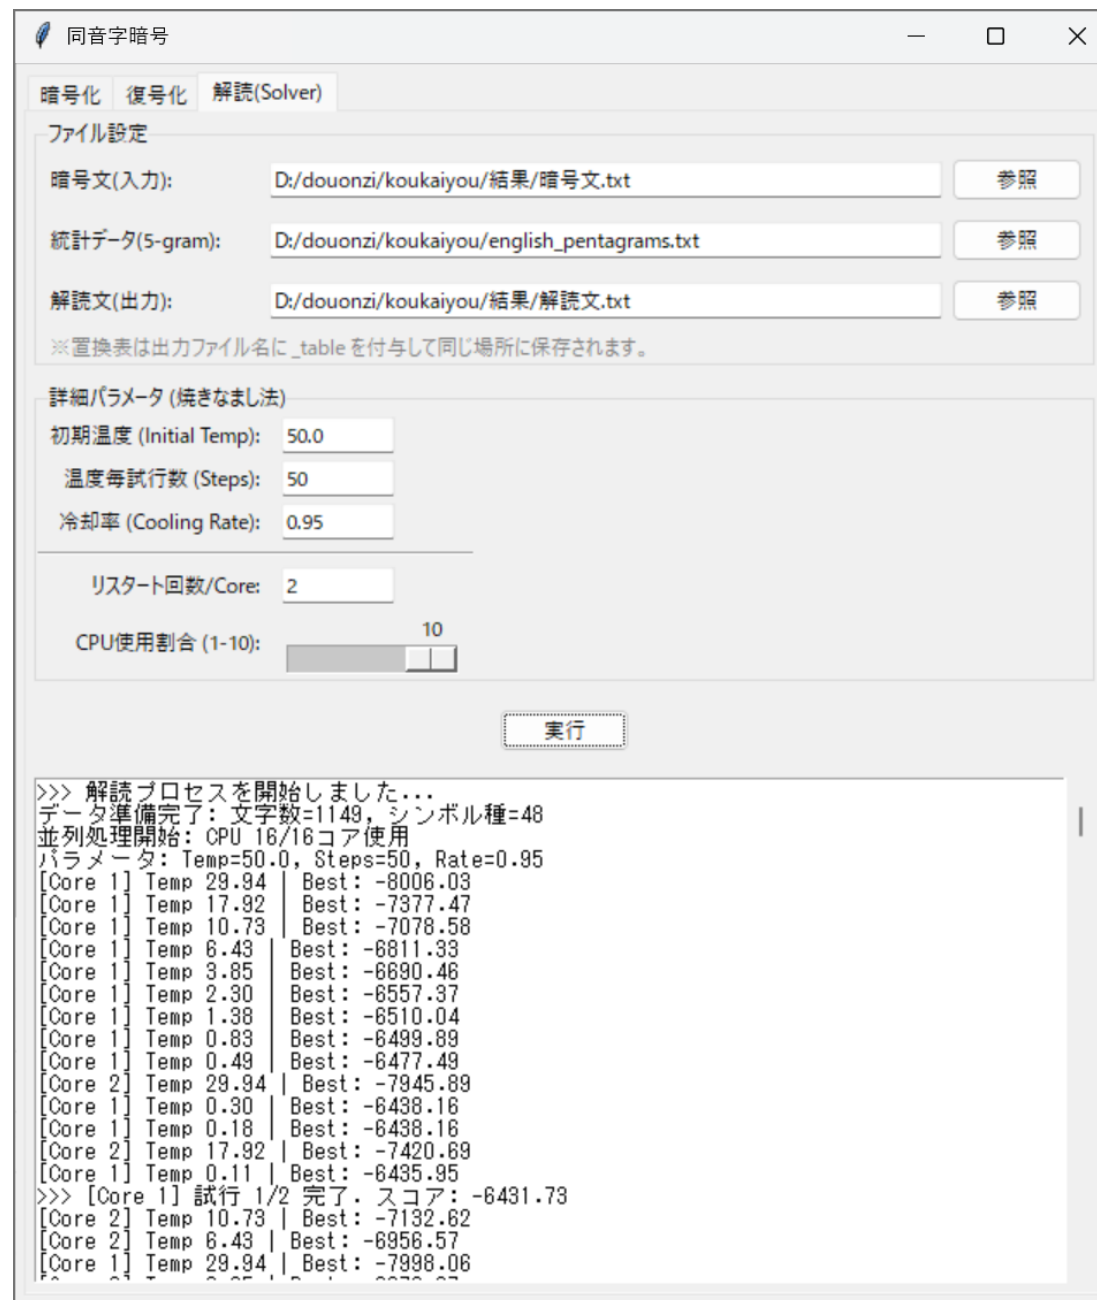 同音字暗号
暗号化 復号化 解読(Solver)
ファイル設定
暗号文(入力): D:/douonzi/koukaiyou/結果/暗号文.txt 参照
統計データ(5-gram): D:/douonzi/koukaiyou/english_pentagrams.txt 参照
解読文(出力): D:/douonzi/koukaiyou/結果/解読文.txt 参照
※置換表は出力ファイル名に _table を付与して同じ場所に保存されます。
詳細パラメータ (焼きなまし法)
初期温度 (Initial Temp): 50.0
温度毎試行数 (Steps): 50
冷却率 (Cooling Rate): 0.95
リスタート回数/Core: 2
10
CPU使用割合 (1-10):
実行
>>> 解読プロセスを開始しました...
データ準備完了: 文字数=1149, シンボル種=48
並列処理開始: CPU 16/16コア使用
パラメータ: Temp=50.0, Steps=50, Rate=0.95
[Core 1] Temp 29.94 | Best: -8006.03
[Core 1] Temp 17.92 | Best: -7377.47
[Core 1] Temp 10.73 | Best: -7078.58
[Core 1] Temp 6.43 | Best: -6811.33
[Core 1] Temp 3.85 | Best: -6690.46
[Core 1] Temp 2.30 | Best: -6557.37
[Core 1] Temp 1.38 | Best: -6510.04
[Core 1] Temp 0.83 | Best: -6499.89
[Core 1] Temp 0.49 | Best: -6477.49
[Core 2] Temp 29.94 | Best: -7945.89
[Core 1] Temp 0.30 | Best: -6438.16
[Core 1] Temp 0.18 | Best: -6438.16
[Core 2] Temp 17.92 | Best: -7420.69
[Core 1] Temp 0.11 | Best: -6435.95
>>> [Core 1] 試行 1/2 完了. スコア: -6431.73
[Core 2] Temp 10.73 | Best: -7132.62
[Core 2] Temp 6.43 | Best: -6956.57
[Core 1] Temp 29.94 | Best: -7998.06